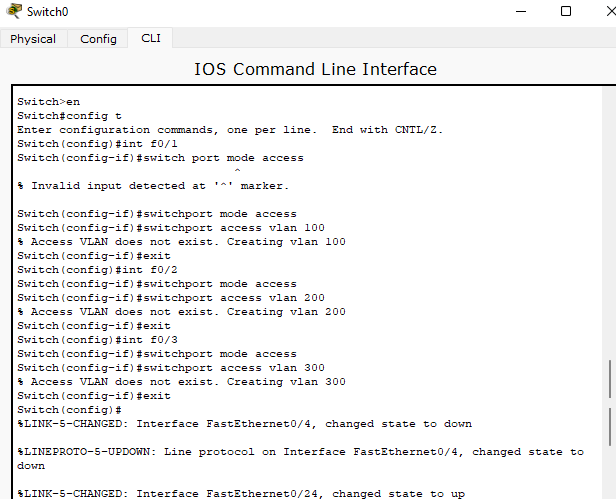 Switch0
Physical Config CLI
IOS Command Line Interface
Switch>en
Switch#config t
Enter configuration commands, one per line.  End with CNTL/Z.
Switch(config)#int f0/1
Switch(config-if)#switch port mode access
^
% Invalid input detected at '^' marker.
Switch(config-if)#switchport mode access
Switch(config-if)#switchport access vlan 100
% Access VLAN does not exist. Creating vlan 100
Switch(config-if)#exit
Switch(config)#int f0/2
Switch(config-if)#switchport mode access
Switch(config-if)#switchport access vlan 200
% Access VLAN does not exist. Creating vlan 200
Switch(config-if)#exit
Switch(config)#int f0/3
Switch(config-if)#switchport mode access
Switch(config-if)#switchport access vlan 300
% Access VLAN does not exist. Creating vlan 300
Switch(config-if)#exit
Switch(config)#
%LINK-5-CHANGED: Interface FastEthernet0/4, changed state to down
%LINEPROTO-5-UPDOWN: Line protocol on Interface FastEthernet0/4, changed state to
down
%LINK-5-CHANGED: Interface FastEthernet0/24, changed state to up